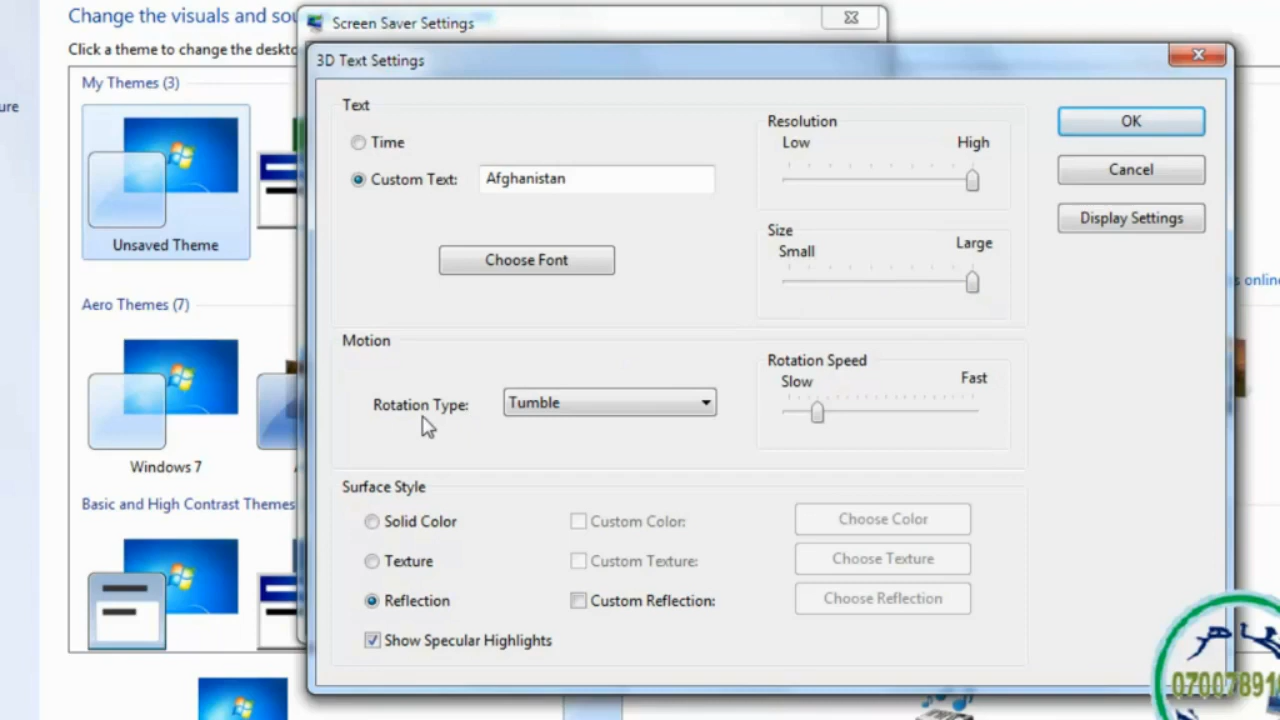 Change the visuals and
Screen Saver Settings
Click a theme to change the
3D Text Settings
My Themes (3)
Unsaved Theme
Aero Themes (7)
Windows 7
Basic and High Contrast Themes
Text
Time
Custom Text:
Afghanistan
Choose Font
Resolution
Low
High
Size
Small
Large
OK
Cancel
Display Settings
online
Motion
Rotation Type:
Tumble
Rotation Speed
Slow
Fast
Surface Style
Solid Color
Custom Color:
Choose Color
Texture
Custom Texture:
Choose Texture
Reflection
Custom Reflection:
Choose Reflection
Show Specular Highlights